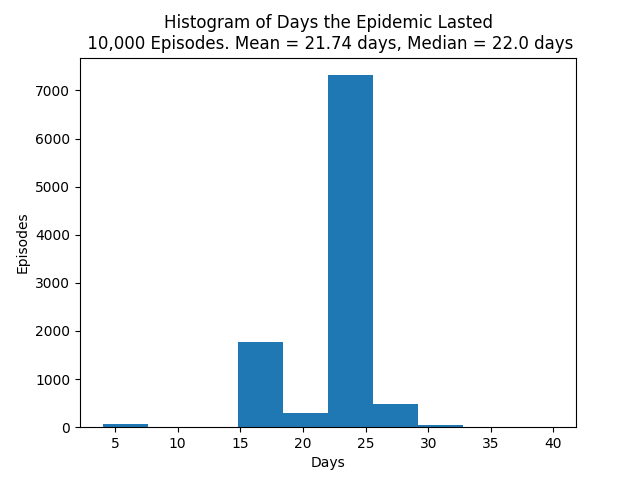 Histogram of Days the Epidemic Lasted
10,000 Episodes. Mean = 21.74 days, Median = 22.0 days
7000
6000
5000
4000
3000
2000
1000
0
Episodes
5 10 15 20 25 30 35 40
Days